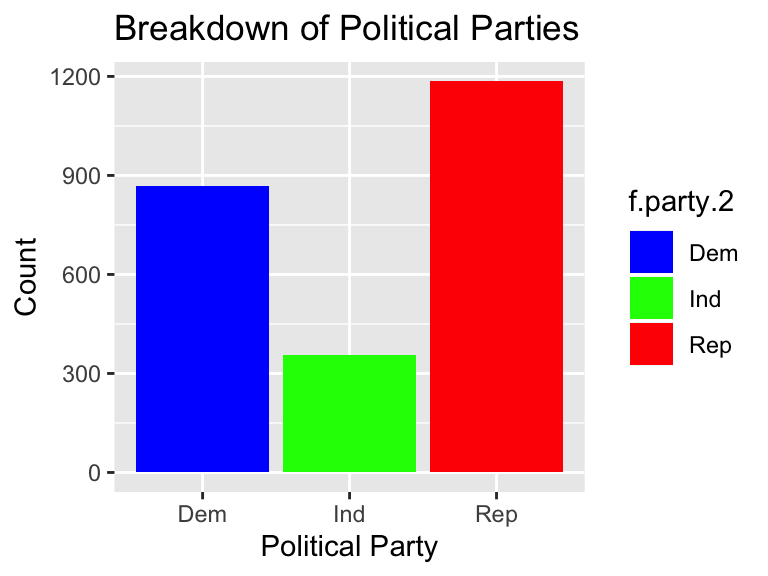 Breakdown of Political Parties
1200
900
600
300
0
Count
Dem
Ind
Rep
Political Party
f.party.2
Dem
Ind
Rep